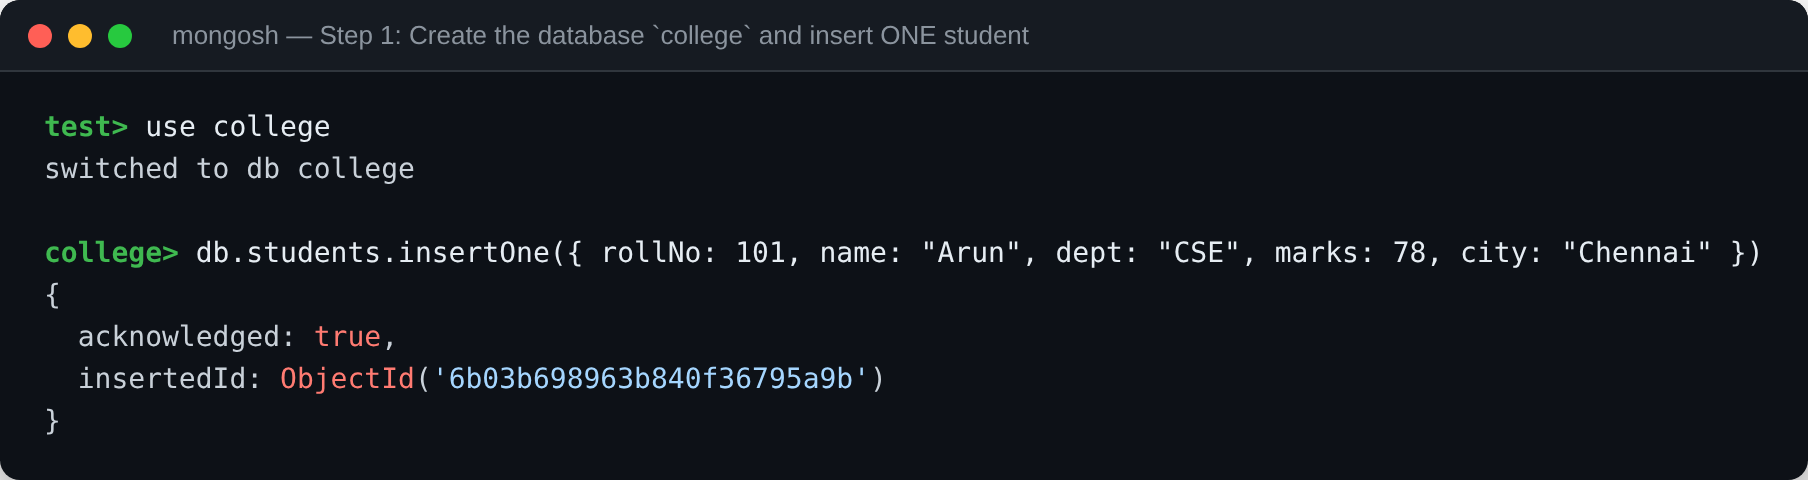 mongosh — Step 1: Create the database `college` and insert ONE student
test> use college
switched to db college
college> db.students.insertOne({ rollNo: 101, name: "Arun", dept: "CSE", marks: 78, city: "Chennai" })
{
  acknowledged: true,
  insertedId: ObjectId('6b03b698963b840f36795a9b')
}